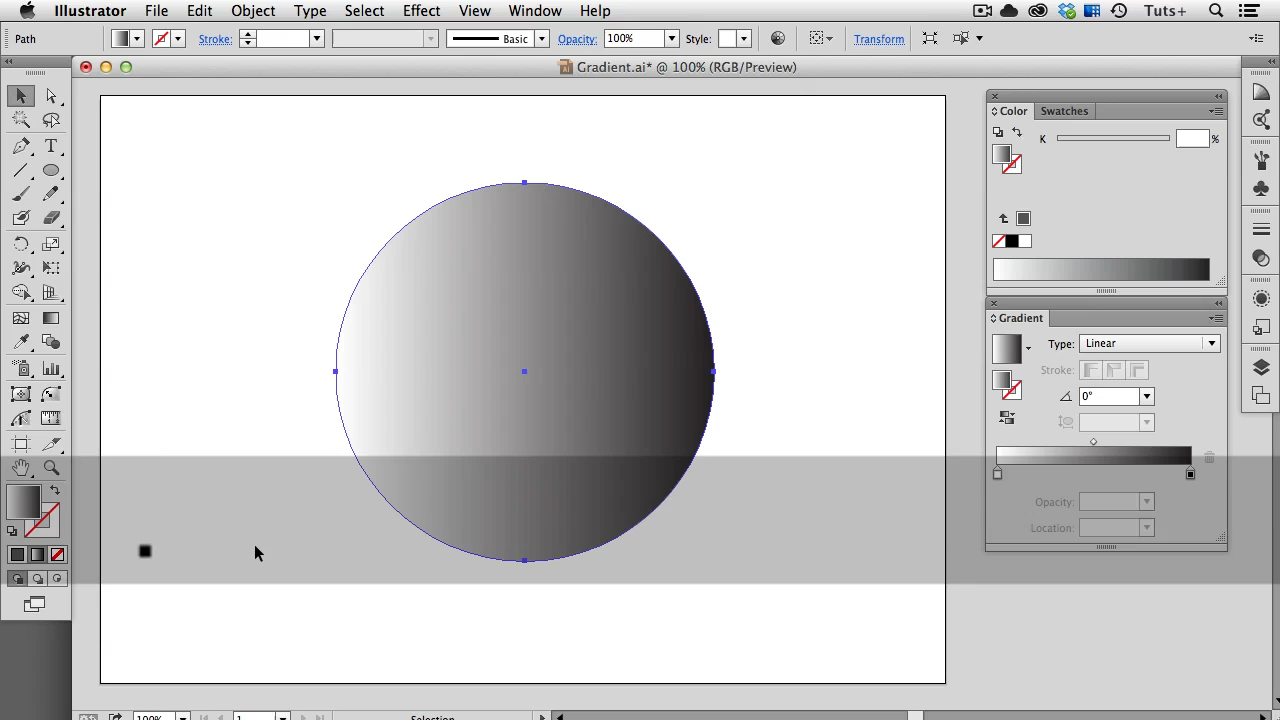 Illustrator File Edit Object Type Select Effect View Window Help Tuts+
Path Stroke: Basic Opacity: 100% Style: Transform
Gradient.ai* @ 100% (RGB/Preview)
Color Swatches
K %
Gradient
Type: Linear
Stroke:
0°
Opacity:
Location:
100% 1 Selection